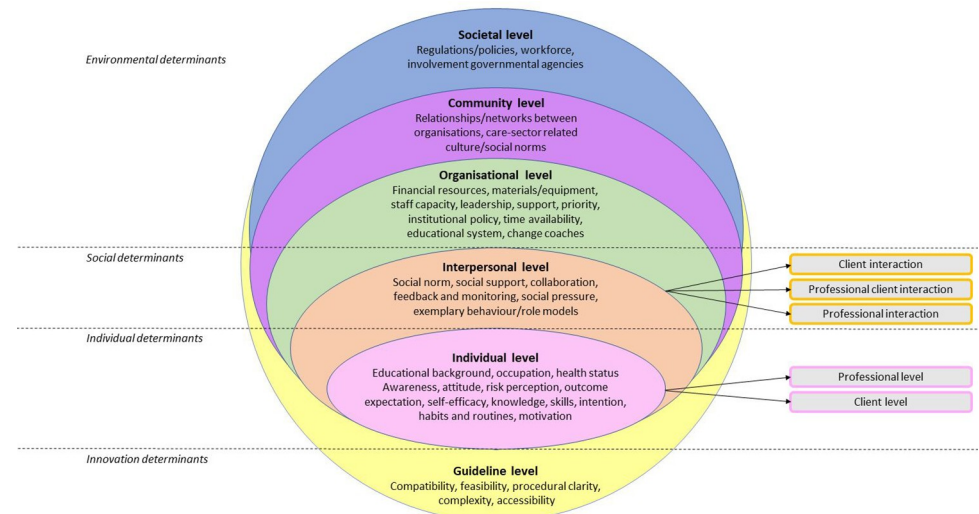 Societal level
Regulations/policies, workforce,
involvement governmental agencies
Environmental determinants
Community level
Relationships/networks between
organisations, care-sector related
culture/social norms
Organisational level
Financial resources, materials/equipment,
staff capacity, leadership, support, priority,
institutional policy, time availability,
educational system, change coaches
Social determinants
Interpersonal level
Social norm, social support, collaboration,
feedback and monitoring, social pressure,
exemplary behaviour/role models
Client interaction
Professional client interaction
Professional interaction
Individual determinants
Individual level
Educational background, occupation, health status
Awareness, attitude, risk perception, outcome
expectation, self-efficacy, knowledge, skills, intention,
habits and routines, motivation
Professional level
Client level
Innovation determinants
Guideline level
Compatibility, feasibility, procedural clarity,
complexity, accessibility